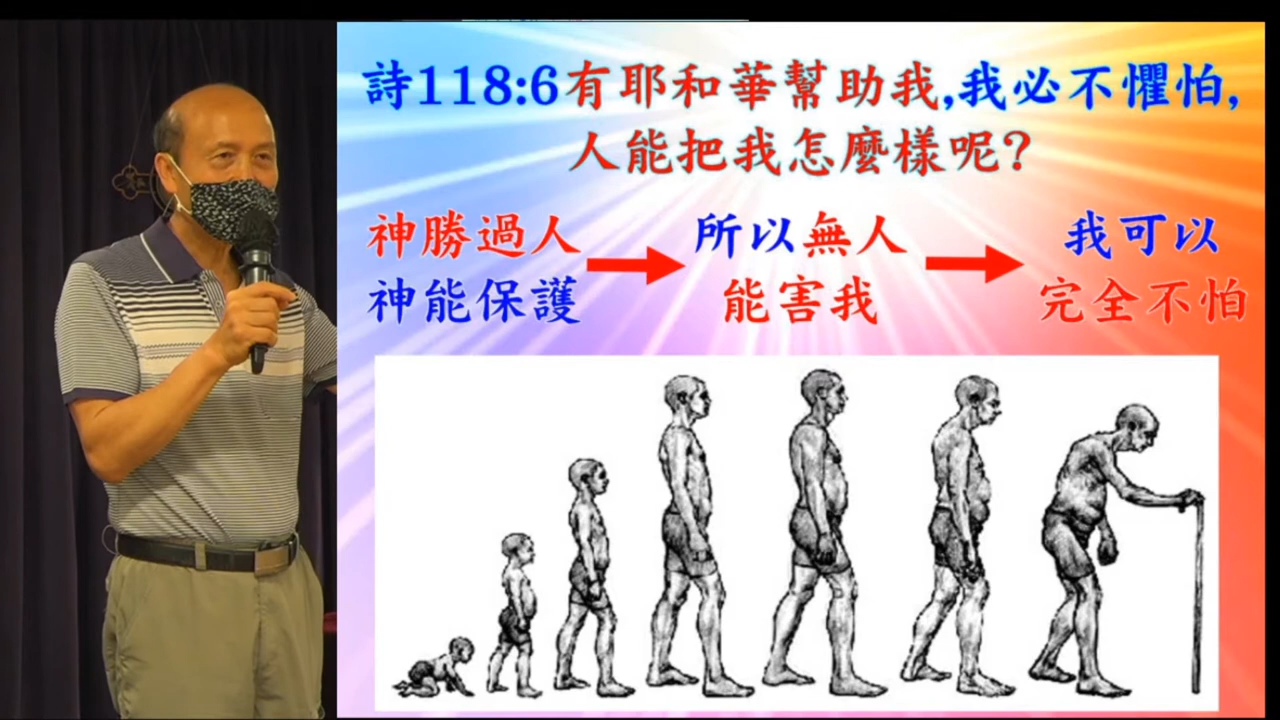 詩118:6有耶和華幫助我,我必不懼怕,
人能把我怎麼樣呢?
神勝過人
神能保護
所以無人
能害我
我可以
完全不怕